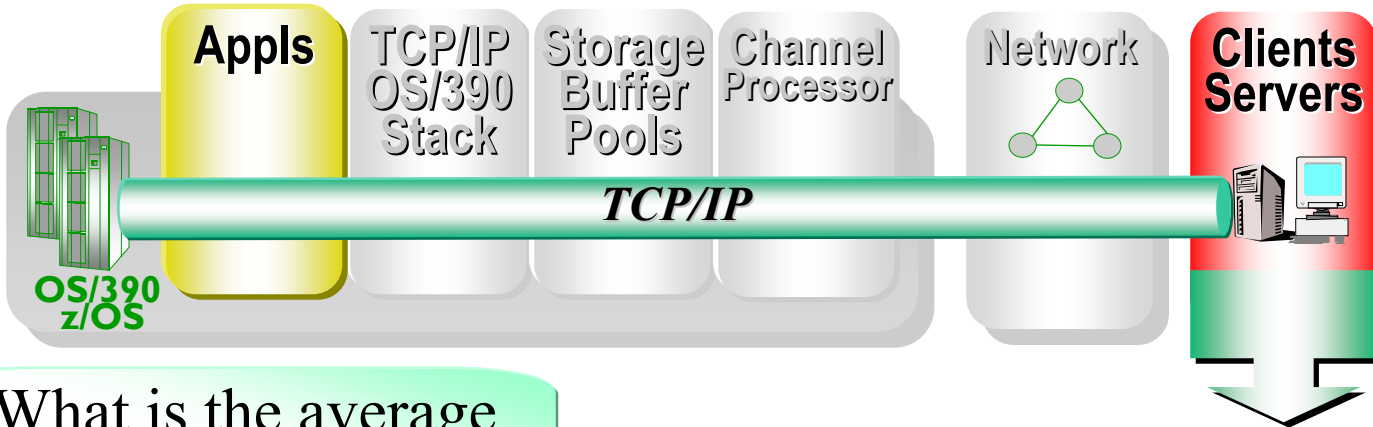 Appls
TCP/IP
OS/390
Stack
Storage
Buffer
Pools
Channel
Processor
Network
Clients
Servers
TCP/IP
OS/390
z/OS
What is the average